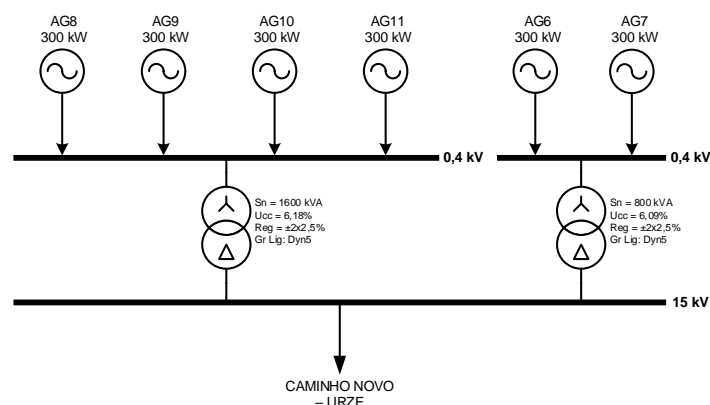 AG8
300 kW
AG9
300 kW
AG10
300 kW
AG11
300 kW
AG6
300 kW
AG7
300 kW
0,4 kV
0,4 kV
Sn = 1600 kVA
Ucc = 6,18%
Reg = ±2x2,5%
Gr Lig: Dyn5
Sn = 800 kVA
Ucc = 6,09%
Reg = ±2x2,5%
Gr Lig: Dyn5
15 kV
CAMINHO NOVO
– URZE